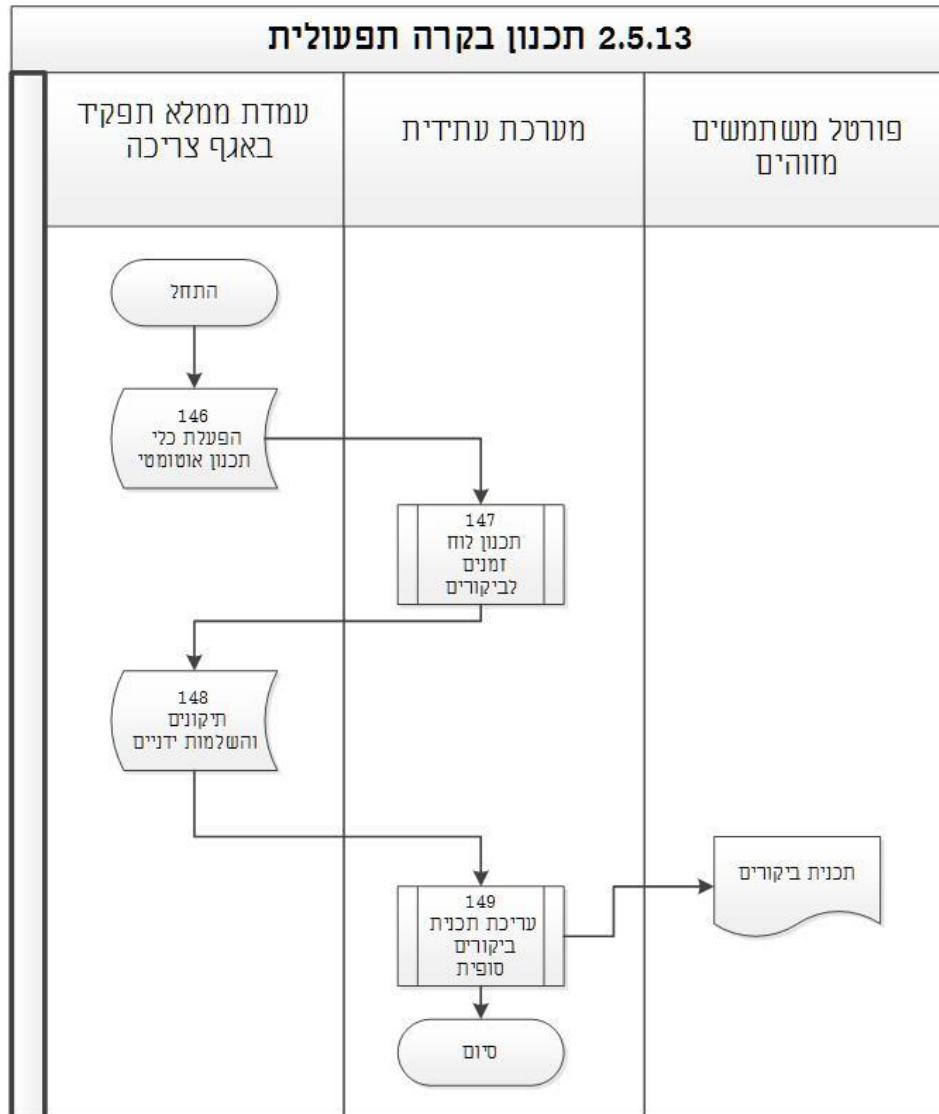 2.5.13 תכנון בקרה תפעולית
עמדת ממלא תפקיד
באגף צריכה
מערכת עתידית
פורטל משתמשים
מזוהים
התחל
146
הפעלת כלי
תכנון אוטומטי
147
תכנון לוח
זמנים
לביקורים
148
תיקונים
והשלמות ידניים
149
עריכת תכנית
ביקורים
סופית
תכנית ביקורים
סיום